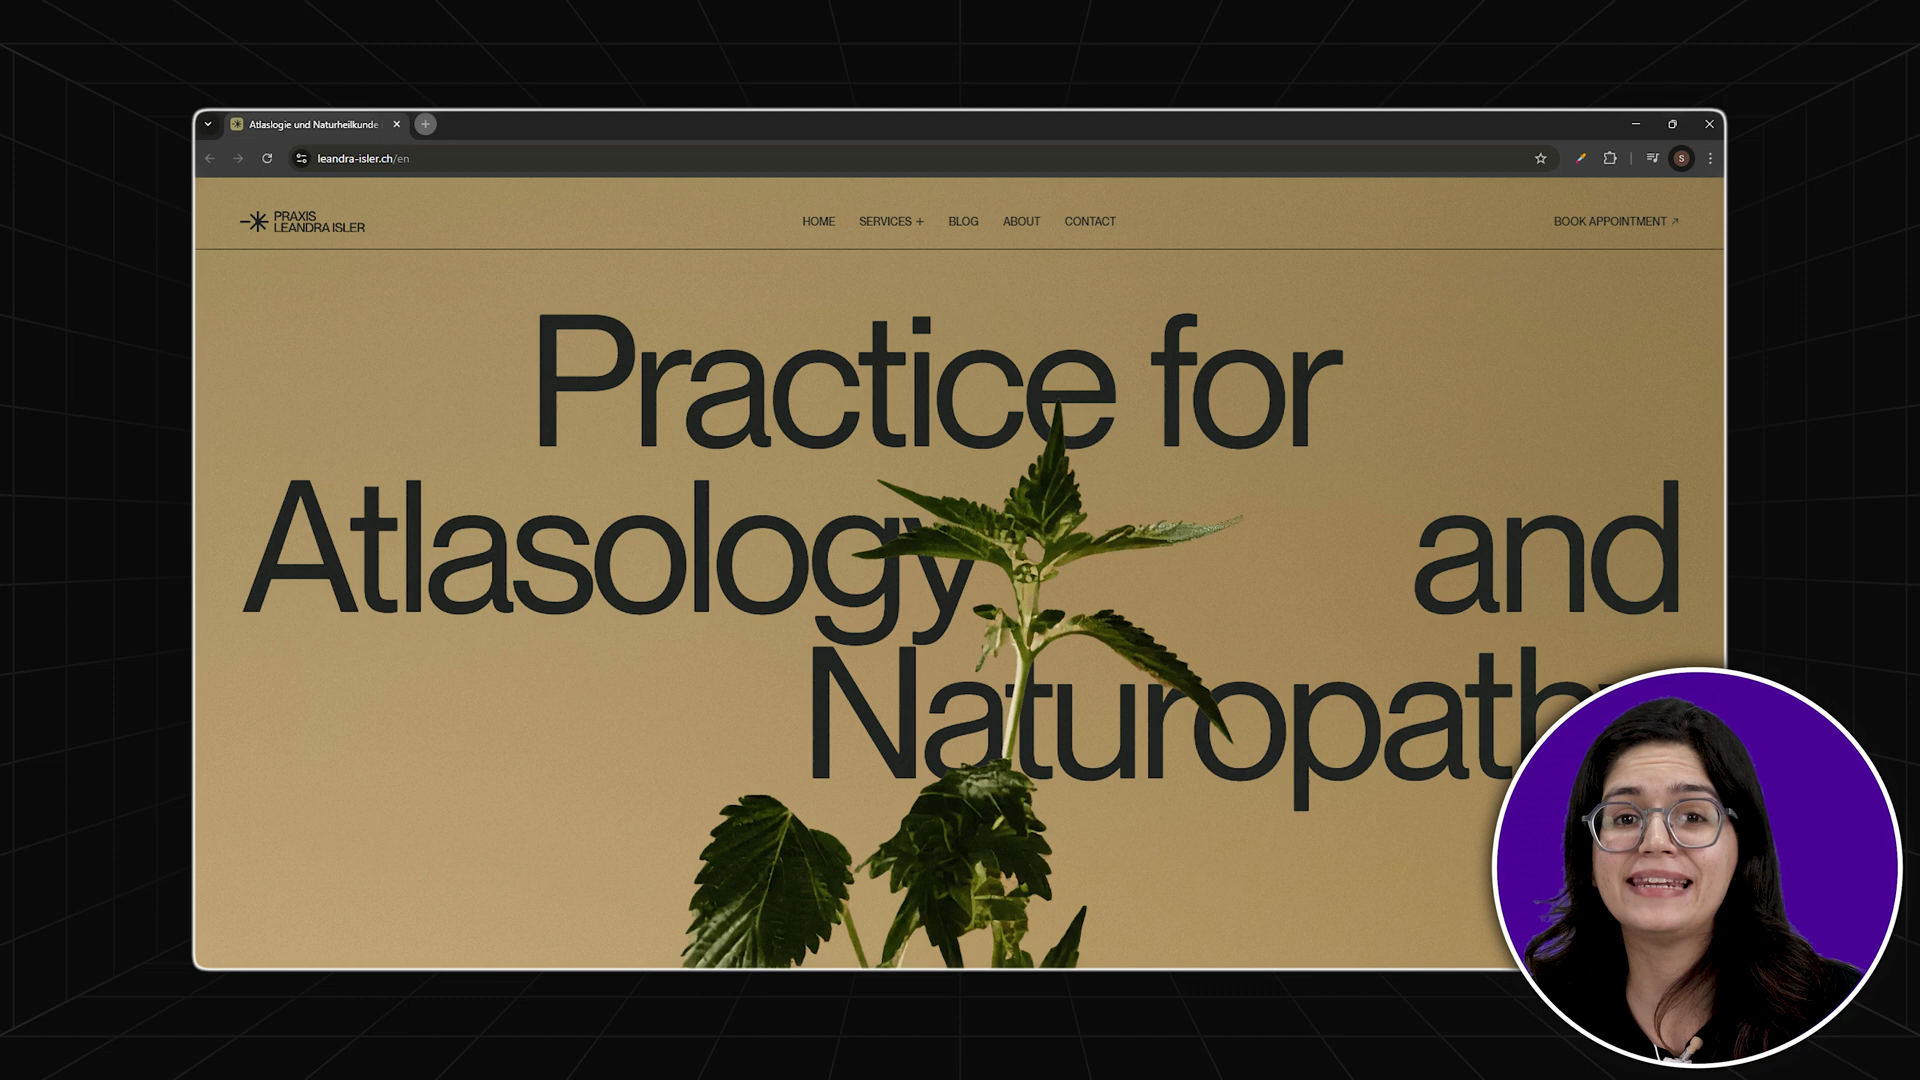 Atlaslogie und Naturheilkunde
leandra-isler.ch/en
S
PRAXIS
LEANDRA ISLER
HOME
SERVICES +
BLOG
ABOUT
CONTACT
BOOK APPOINTMENT ↗
Practice for
Atlasology and
Naturopathy